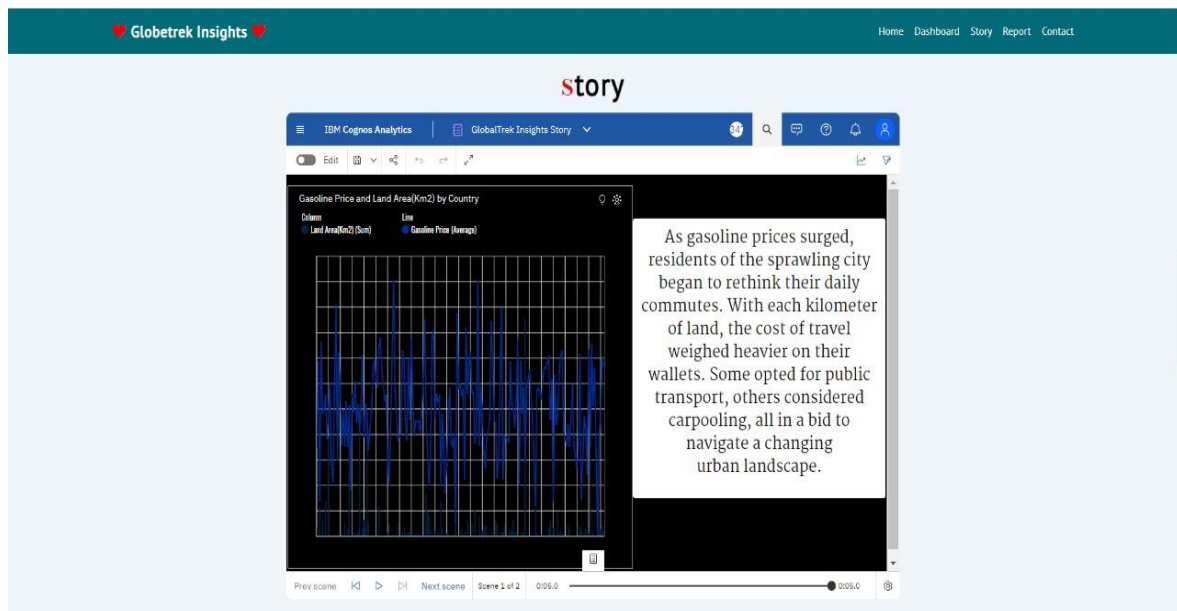 Globetrek Insights
Home Dashboard Story Report Contact
story
IBM Cognos Analytics
GlobalTrek Insights Story
Edit
Gasoline Price and Land Area(Km2) by Country
Column
Line
Land Area(Km2) (Sum)
Gasoline Price (Average)
As gasoline prices surged,
residents of the sprawling city
began to rethink their daily
commutes. With each kilometer
of land, the cost of travel
weighed heavier on their
wallets. Some opted for public
transport, others considered
carpooling, all in a bid to
navigate a changing
urban landscape.
Prev scene
Next scene
Scene 1 of 2
0:06.0
0:06.0